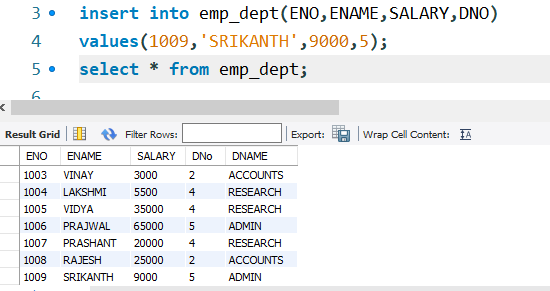 3 insert into emp_dept(ENO,ENAME,SALARY,DNO)
4 values(1009,'SRIKANTH',9000,5);
5 select * from emp_dept;
6
Result Grid Filter Rows: Export: Wrap Cell Content: IA
ENO ENAME SALARY DNo DNAME
1003 VINAY 3000 2 ACCOUNTS
1004 LAKSHMI 5500 4 RESEARCH
1005 VIDYA 35000 4 RESEARCH
1006 PRAJWAL 65000 5 ADMIN
1007 PRASHANT 20000 4 RESEARCH
1008 RAJESH 25000 2 ACCOUNTS
1009 SRIKANTH 9000 5 ADMIN